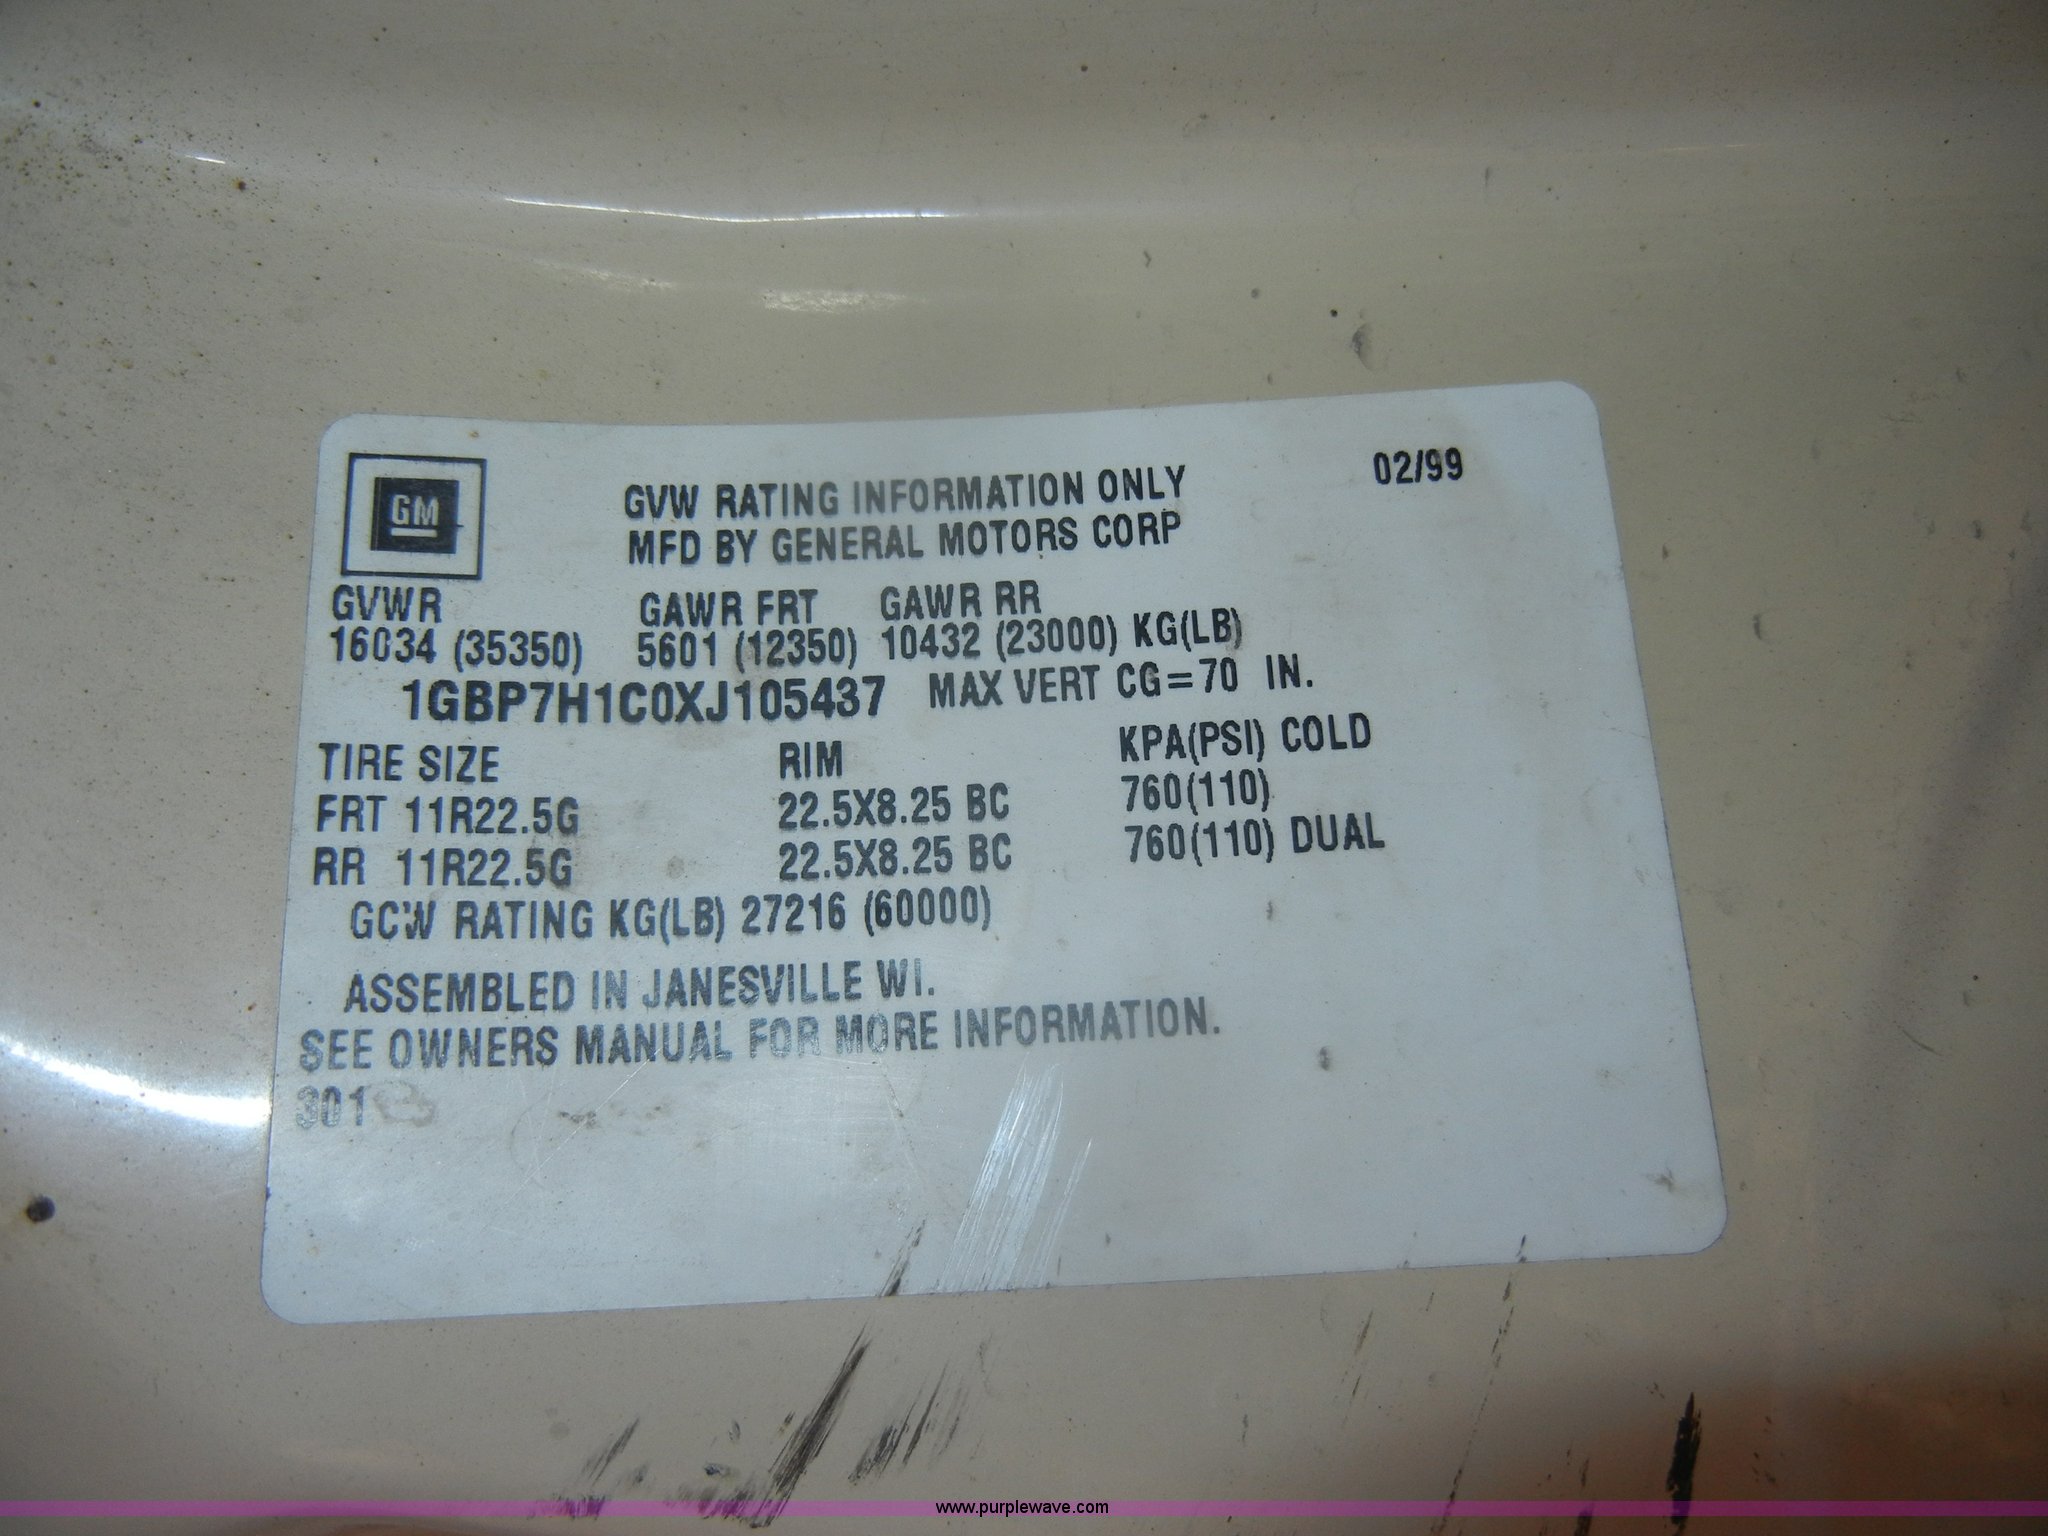 GM
02/99
GVW RATING INFORMATION ONLY
MFD BY GENERAL MOTORS CORP
GVWR GAWR FRT GAWR RR
16034 (35350) 5601 (12350) 10432 (23000) KG(LB)
1GBP7H1C0XJ105437 MAX VERT CG=70 IN.
TIRE SIZE RIM KPA(PSI) COLD
FRT 11R22.5G 22.5X8.25 BC 760(110)
RR 11R22.5G 22.5X8.25 BC 760(110) DUAL
GCW RATING KG(LB) 27216 (60000)
ASSEMBLED IN JANESVILLE WI.
SEE OWNERS MANUAL FOR MORE INFORMATION.
301
www.purplewave.com